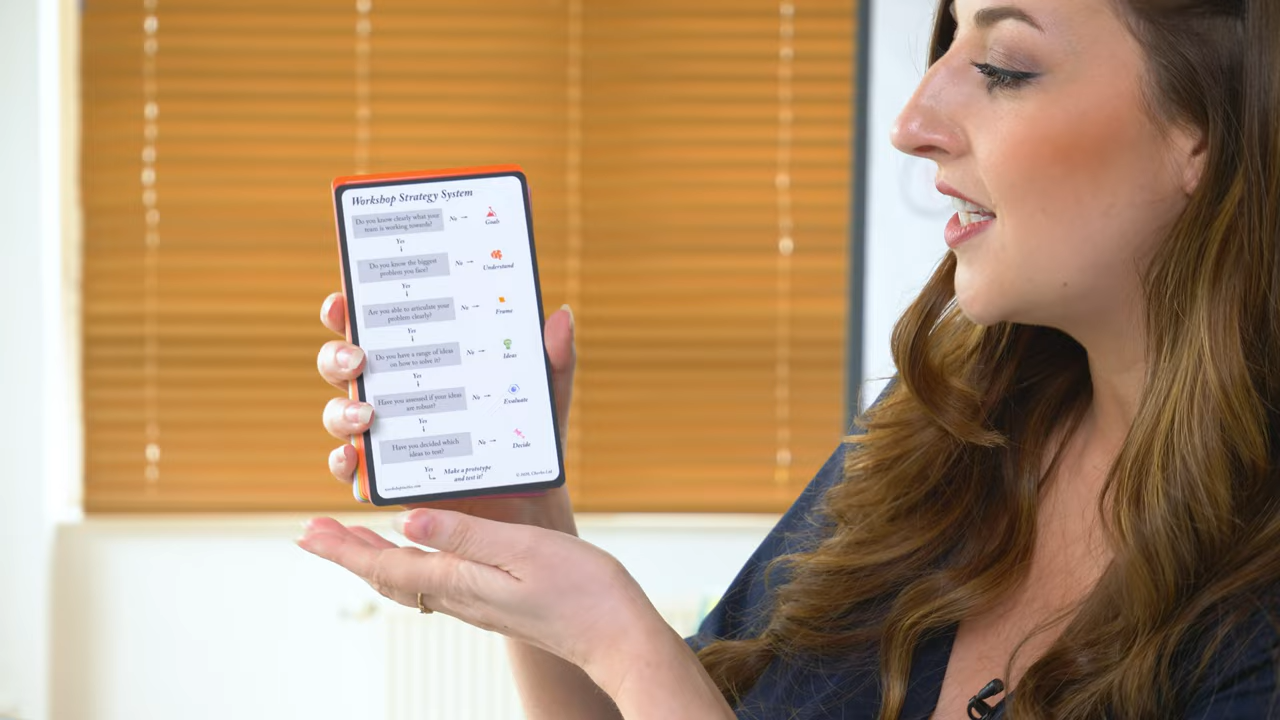 Workshop Strategy System
Do you know clearly what your
team is working towards?
No →
Goals
Yes
↓
Do you know the biggest
problem you face?
No →
Understand
Yes
↓
Are you able to articulate your
problem clearly?
No →
Frame
Yes
↓
Do you have a range of ideas
on how to solve it?
No →
Ideas
Yes
↓
Have you assessed if your ideas
are robust?
No →
Evaluate
Yes
↓
Have you decided which
ideas to test?
No →
Decide
Yes
Make a prototype
and test it!